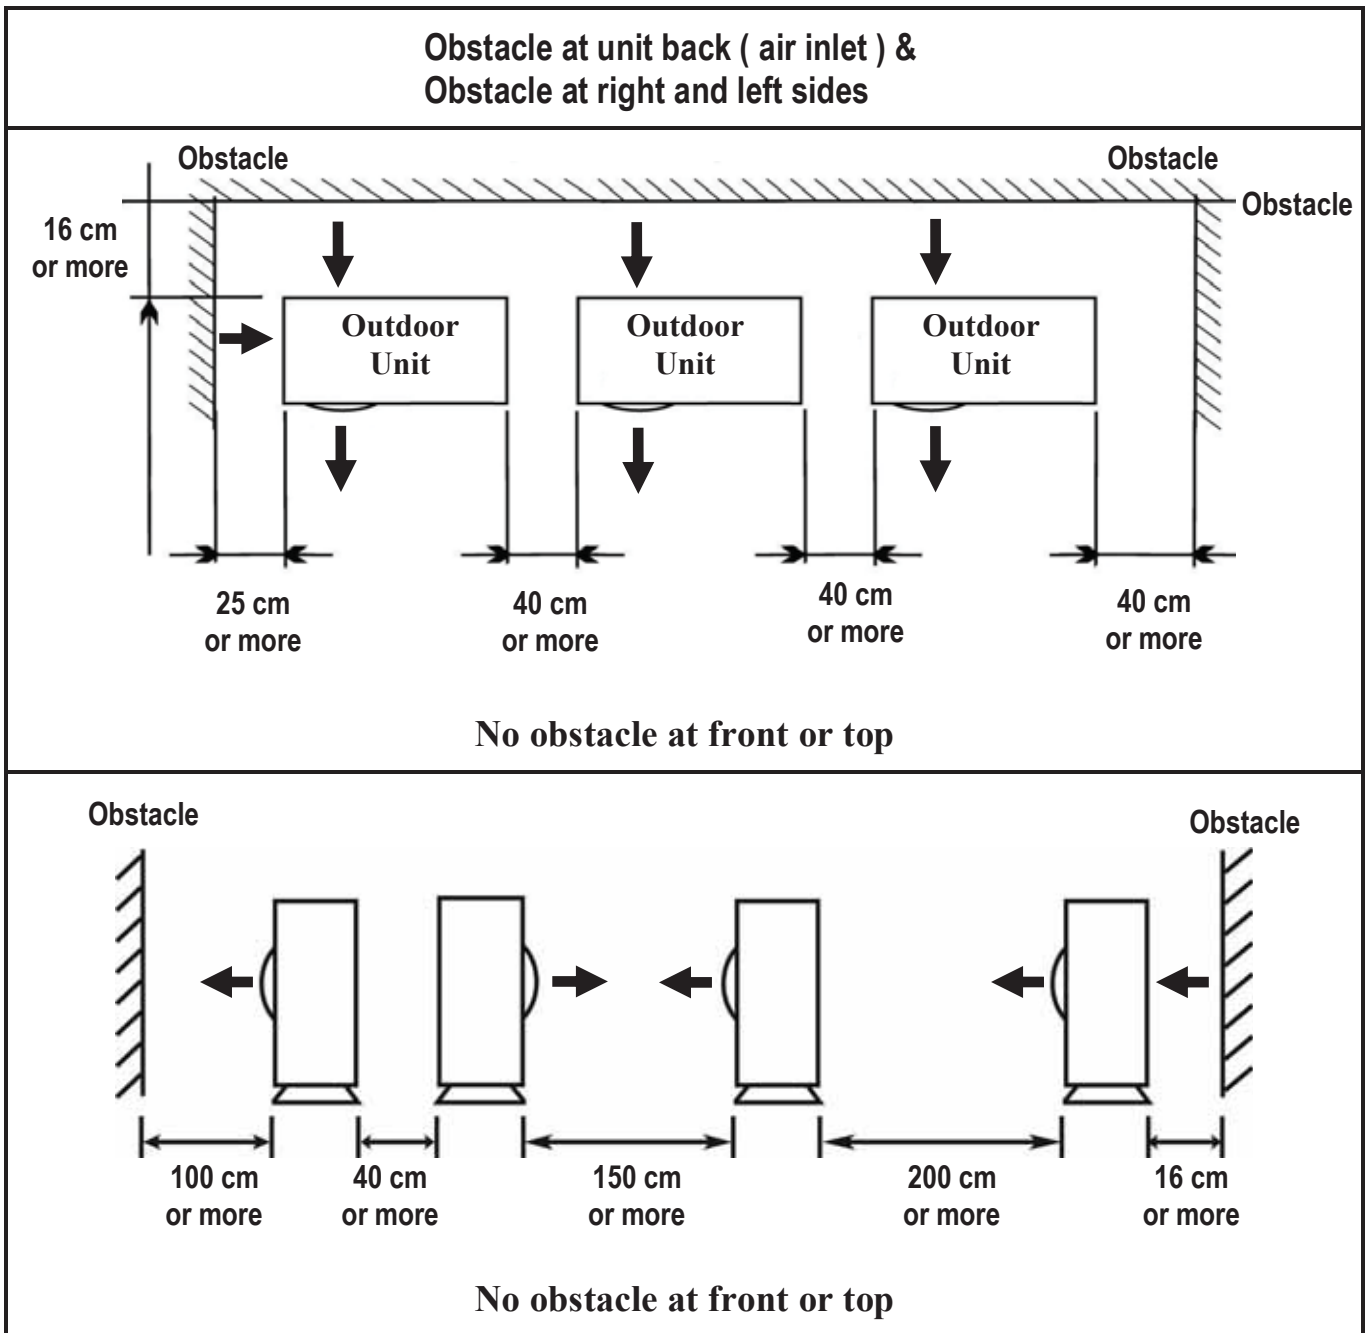 Obstacle at unit back ( air inlet ) &
Obstacle at right and left sides
Obstacle
Obstacle
Obstacle
16 cm
or more
Outdoor
Unit
Outdoor
Unit
Outdoor
Unit
25 cm
or more
40 cm
or more
40 cm
or more
40 cm
or more
No obstacle at front or top
Obstacle
Obstacle
100 cm
or more
40 cm
or more
150 cm
or more
200 cm
or more
16 cm
or more
No obstacle at front or top